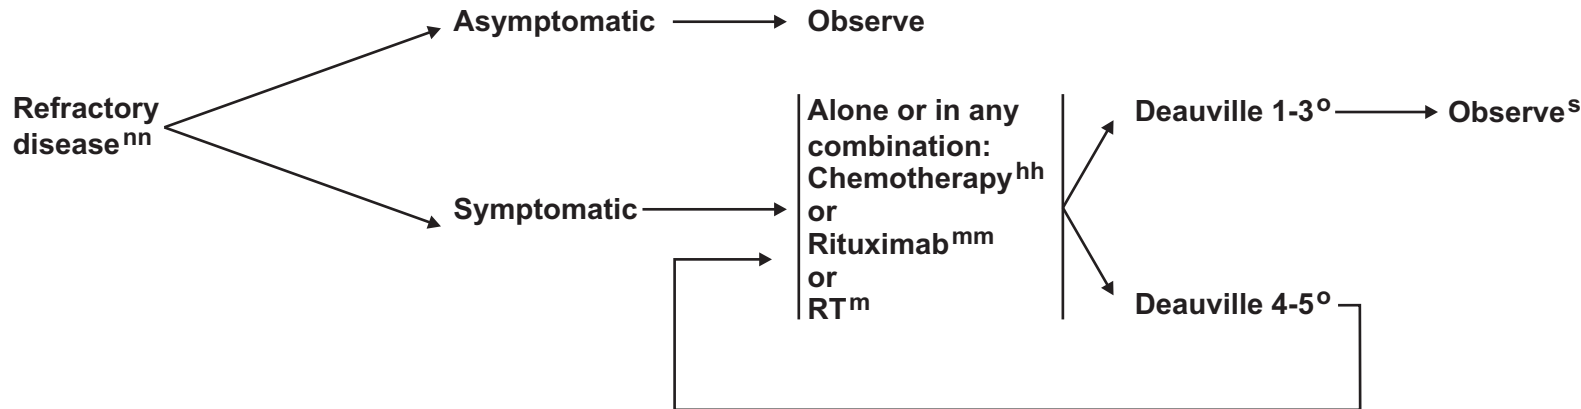 Asymptomatic
Observe
Refractory
disease nn
Symptomatic
Alone or in any
combination:
Chemotherapy hh
or
Rituximab mm
or
RT m
Deauville 1-3 o
Observe s
Deauville 4-5 o